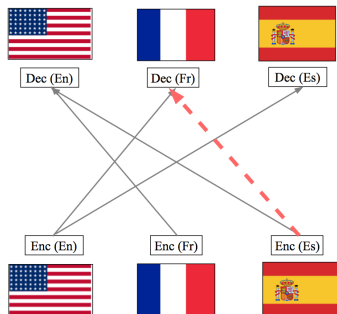 Dec (En)
Dec (Fr)
Dec (Es)
Enc (En)
Enc (Fr)
Enc (Es)